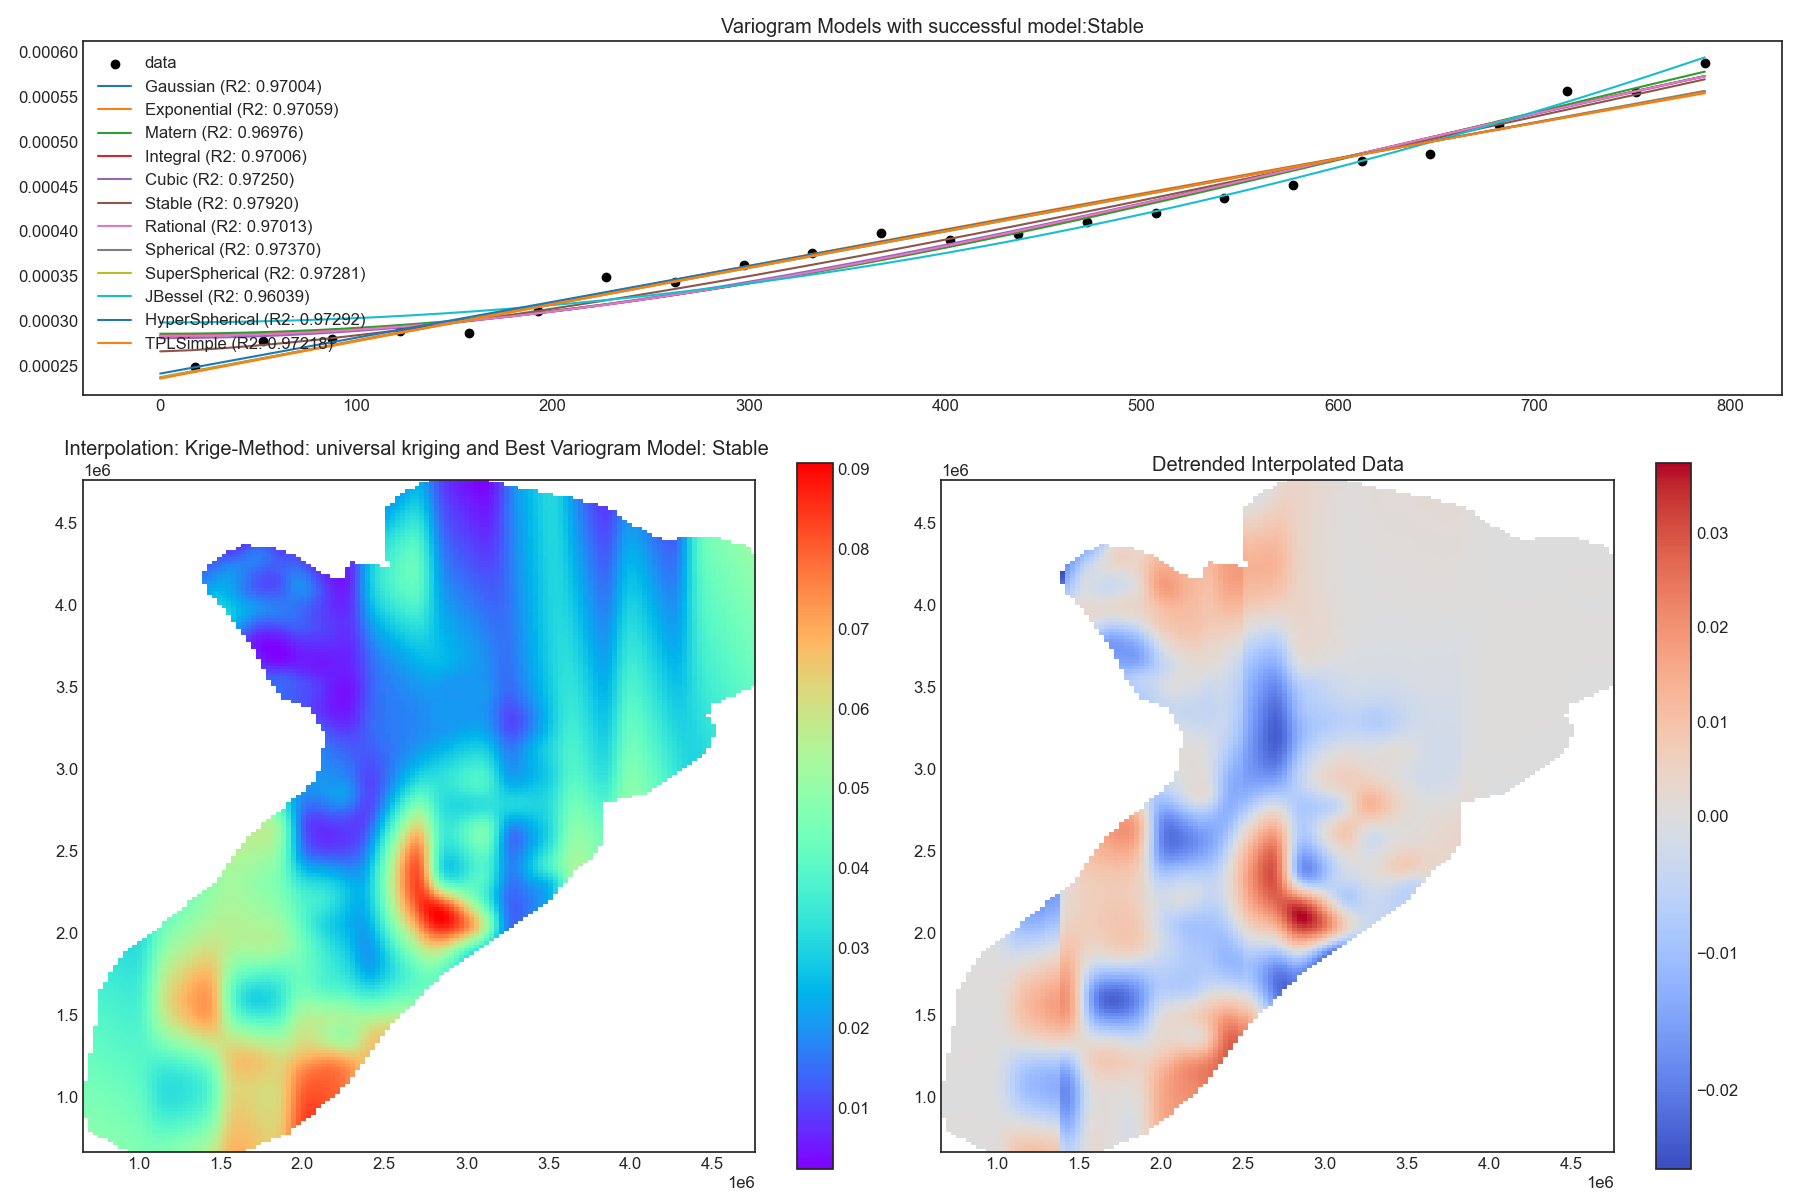 Variogram Models with successful model:Stable
0.00060
0.00055
0.00050
0.00045
0.00040
0.00035
0.00030
0.00025
data
Gaussian (R2: 0.97004)
Exponential (R2: 0.97059)
Matern (R2: 0.96976)
Integral (R2: 0.97006)
Cubic (R2: 0.97250)
Stable (R2: 0.97920)
Rational (R2: 0.97013)
Spherical (R2: 0.97370)
SuperSpherical (R2: 0.97281)
JBessel (R2: 0.96039)
HyperSpherical (R2: 0.97292)
TPLSimple (R2: 0.97218)
0 100 200 300 400 500 600 700 800
Interpolation: Krige-Method: universal kriging and Best Variogram Model: Stable
1e6
4.5
4.0
3.5
3.0
2.5
2.0
1.5
1.0
1.0 1.5 2.0 2.5 3.0 3.5 4.0 4.5
1e6
0.09
0.08
0.07
0.06
0.05
0.04
0.03
0.02
0.01
Detrended Interpolated Data
1e6
4.5
4.0
3.5
3.0
2.5
2.0
1.5
1.0
1.0 1.5 2.0 2.5 3.0 3.5 4.0 4.5
1e6
0.03
0.02
0.01
0.00
−0.01
−0.02